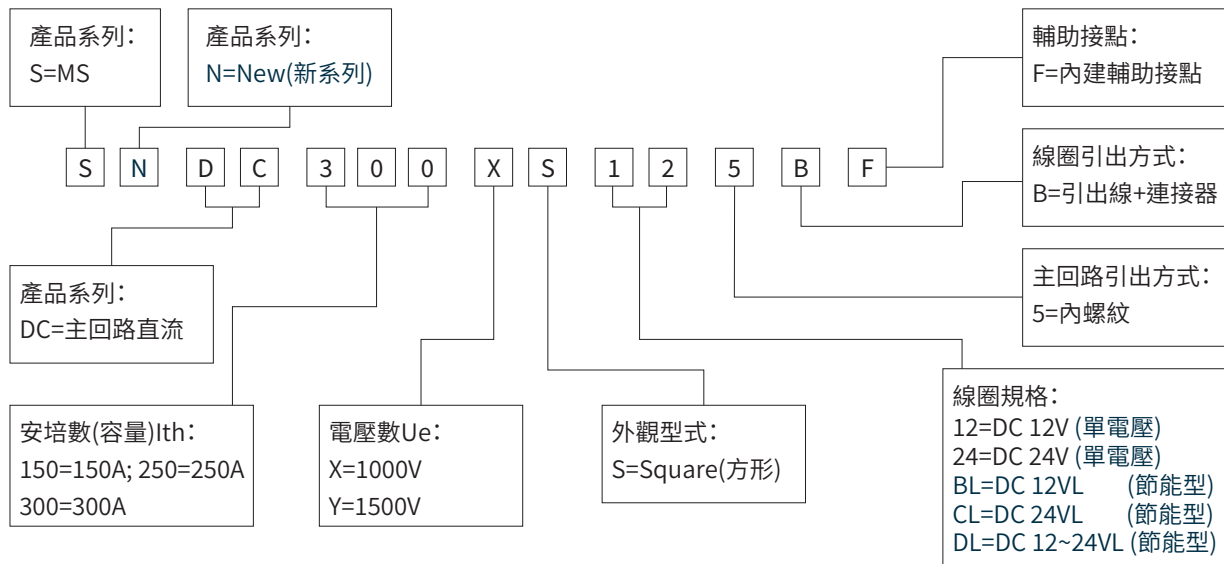 產品系列：
S=MS
產品系列：
N=New(新系列)
輔助接點：
F=內建輔助接點
S N D C 3 0 0 X S 1 2 5 B F
線圈引出方式：
B=引出線+連接器
產品系列：
DC=主回路直流
主回路引出方式：
5=內螺紋
安培數(容量)Ith：
150=150A; 250=250A
300=300A
電壓數Ue：
X=1000V
Y=1500V
外觀型式：
S=Square(方形)
線圈規格：
12=DC 12V (單電壓)
24=DC 24V (單電壓)
BL=DC 12VL (節能型)
CL=DC 24VL (節能型)
DL=DC 12~24VL (節能型)